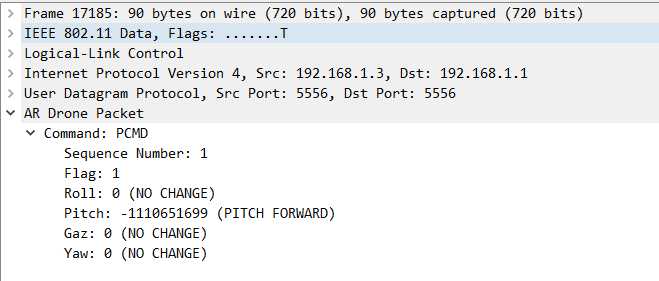 Frame 17185: 90 bytes on wire (720 bits), 90 bytes captured (720 bits)
IEEE 802.11 Data, Flags: .......T
Logical-Link Control
Internet Protocol Version 4, Src: 192.168.1.3, Dst: 192.168.1.1
User Datagram Protocol, Src Port: 5556, Dst Port: 5556
AR Drone Packet
Command: PCMD
Sequence Number: 1
Flag: 1
Roll: 0 (NO CHANGE)
Pitch: -1110651699 (PITCH FORWARD)
Gaz: 0 (NO CHANGE)
Yaw: 0 (NO CHANGE)